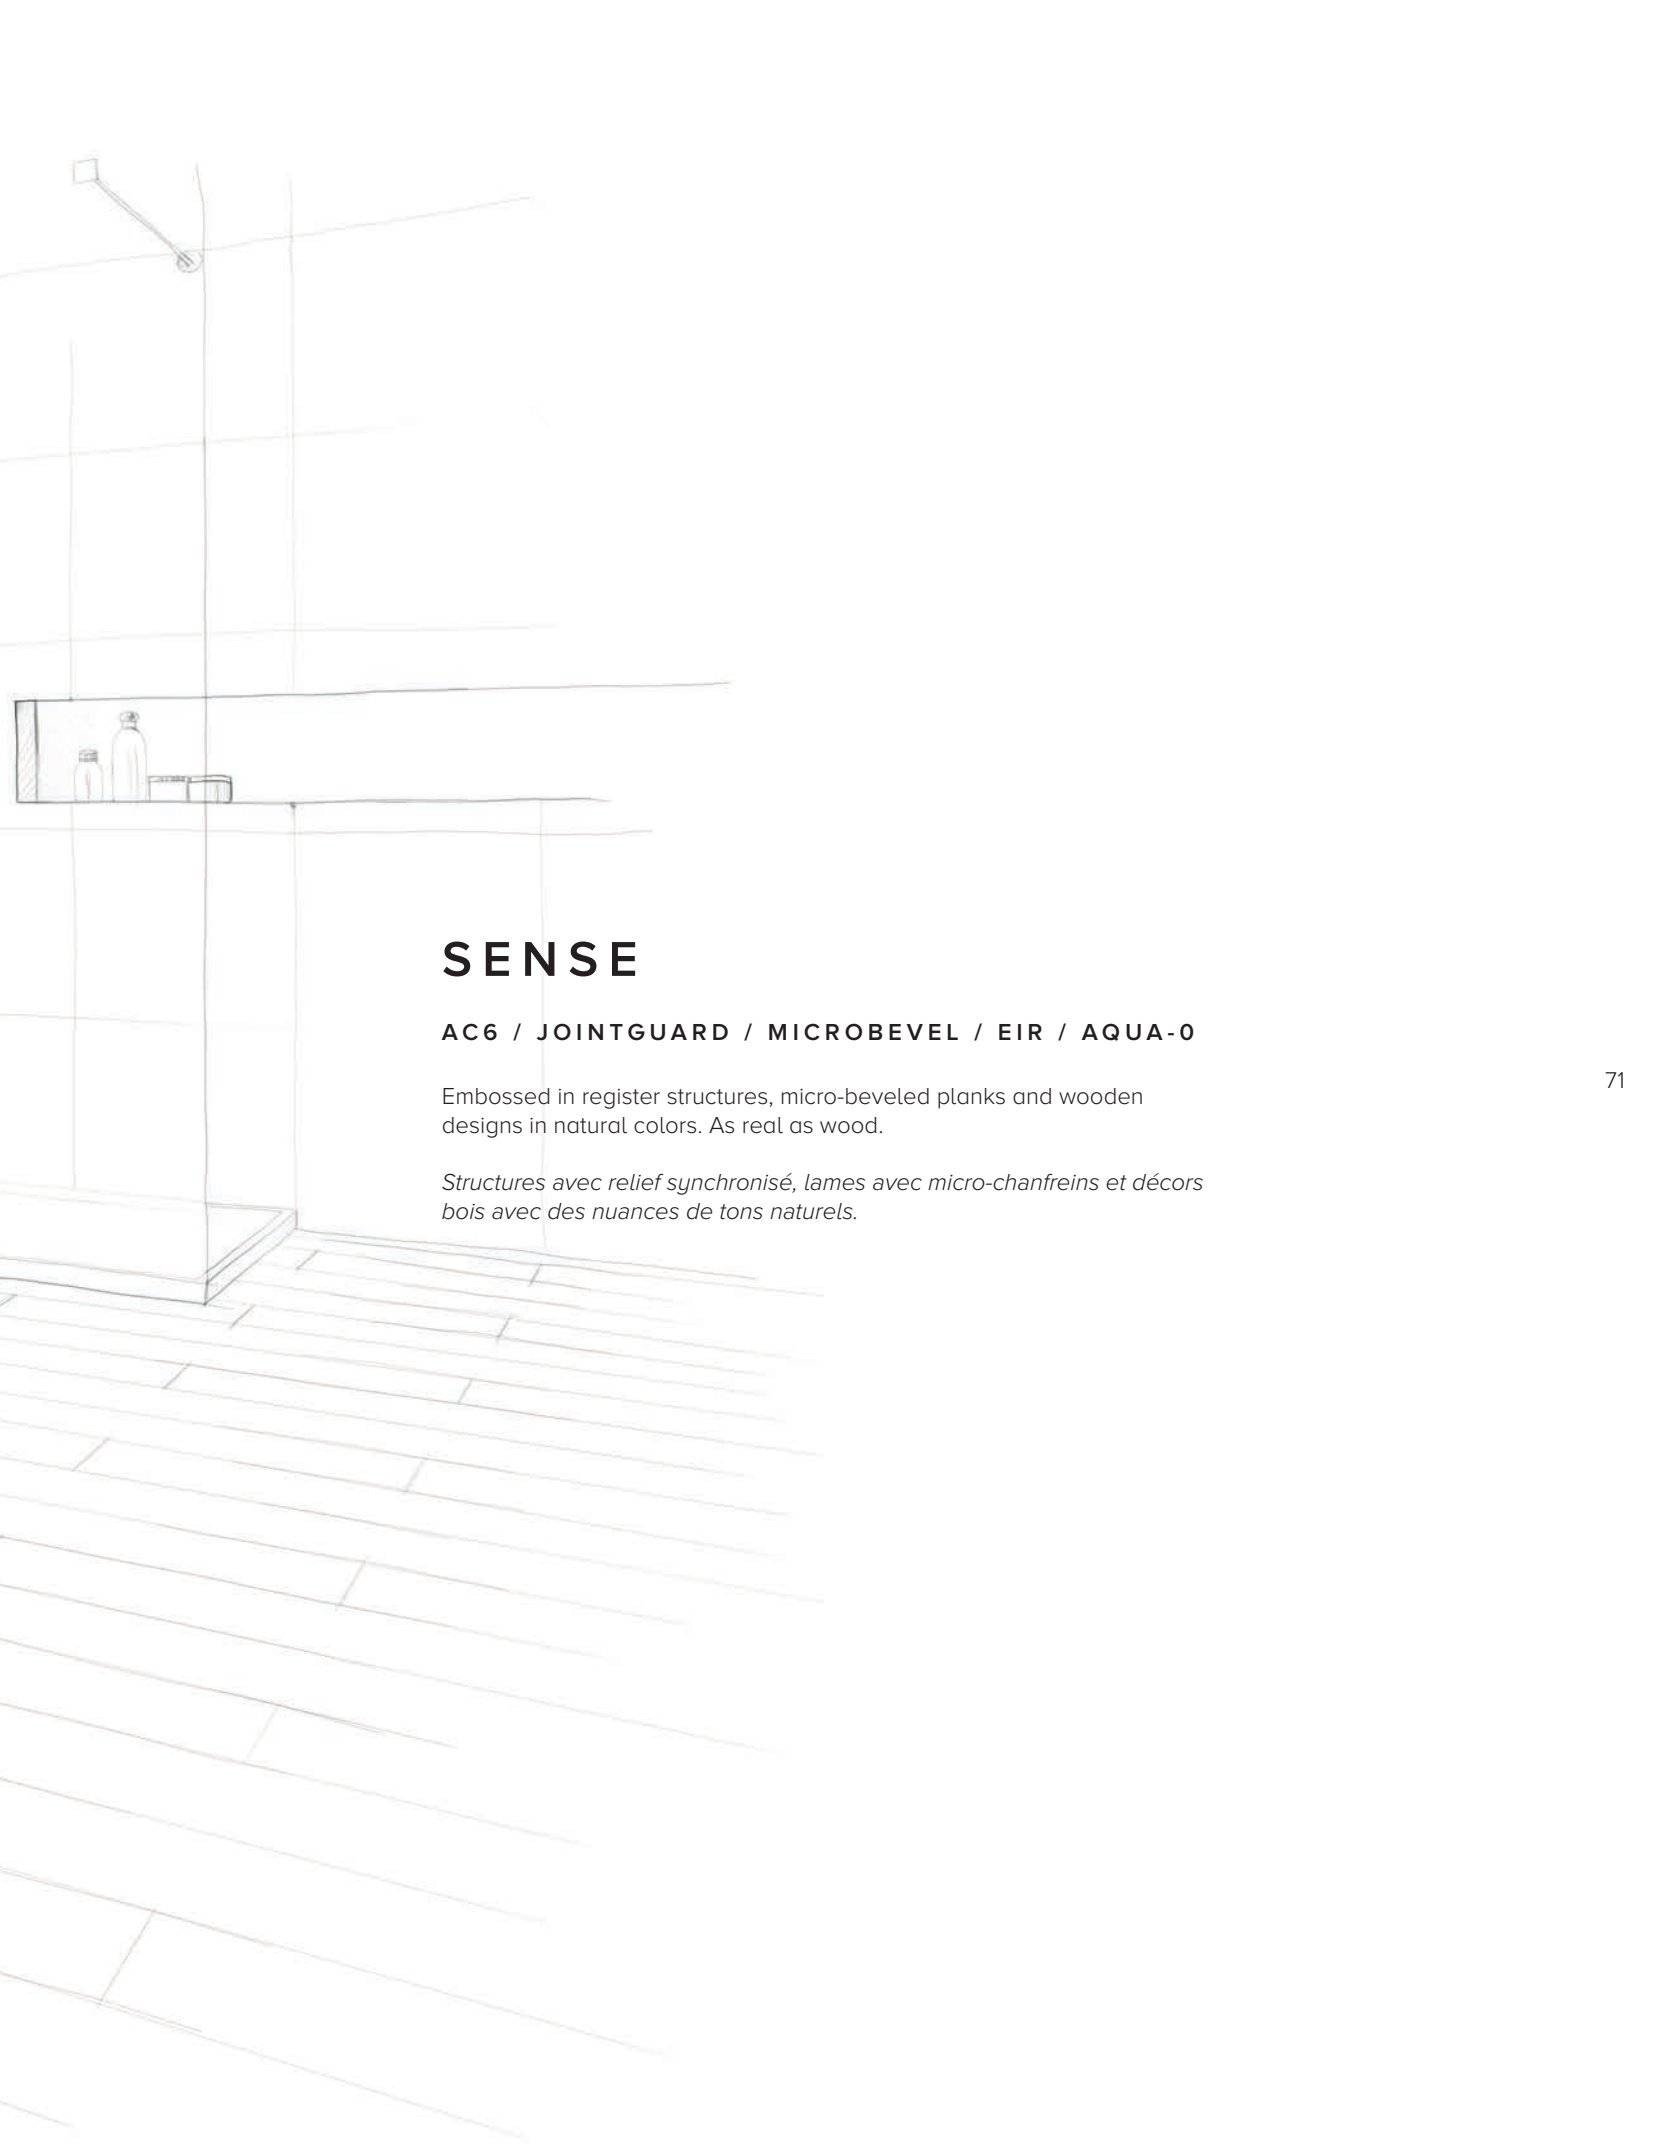 SENSE
AC6 / JOINTGUARD / MICROBEVEL / EIR / AQUA-0
Embossed in register structures, micro-beveled planks and wooden
designs in natural colors. As real as wood.
Structures avec relief synchronisé, lames avec micro-chanfreins et décors
bois avec des nuances de tons naturels.
71